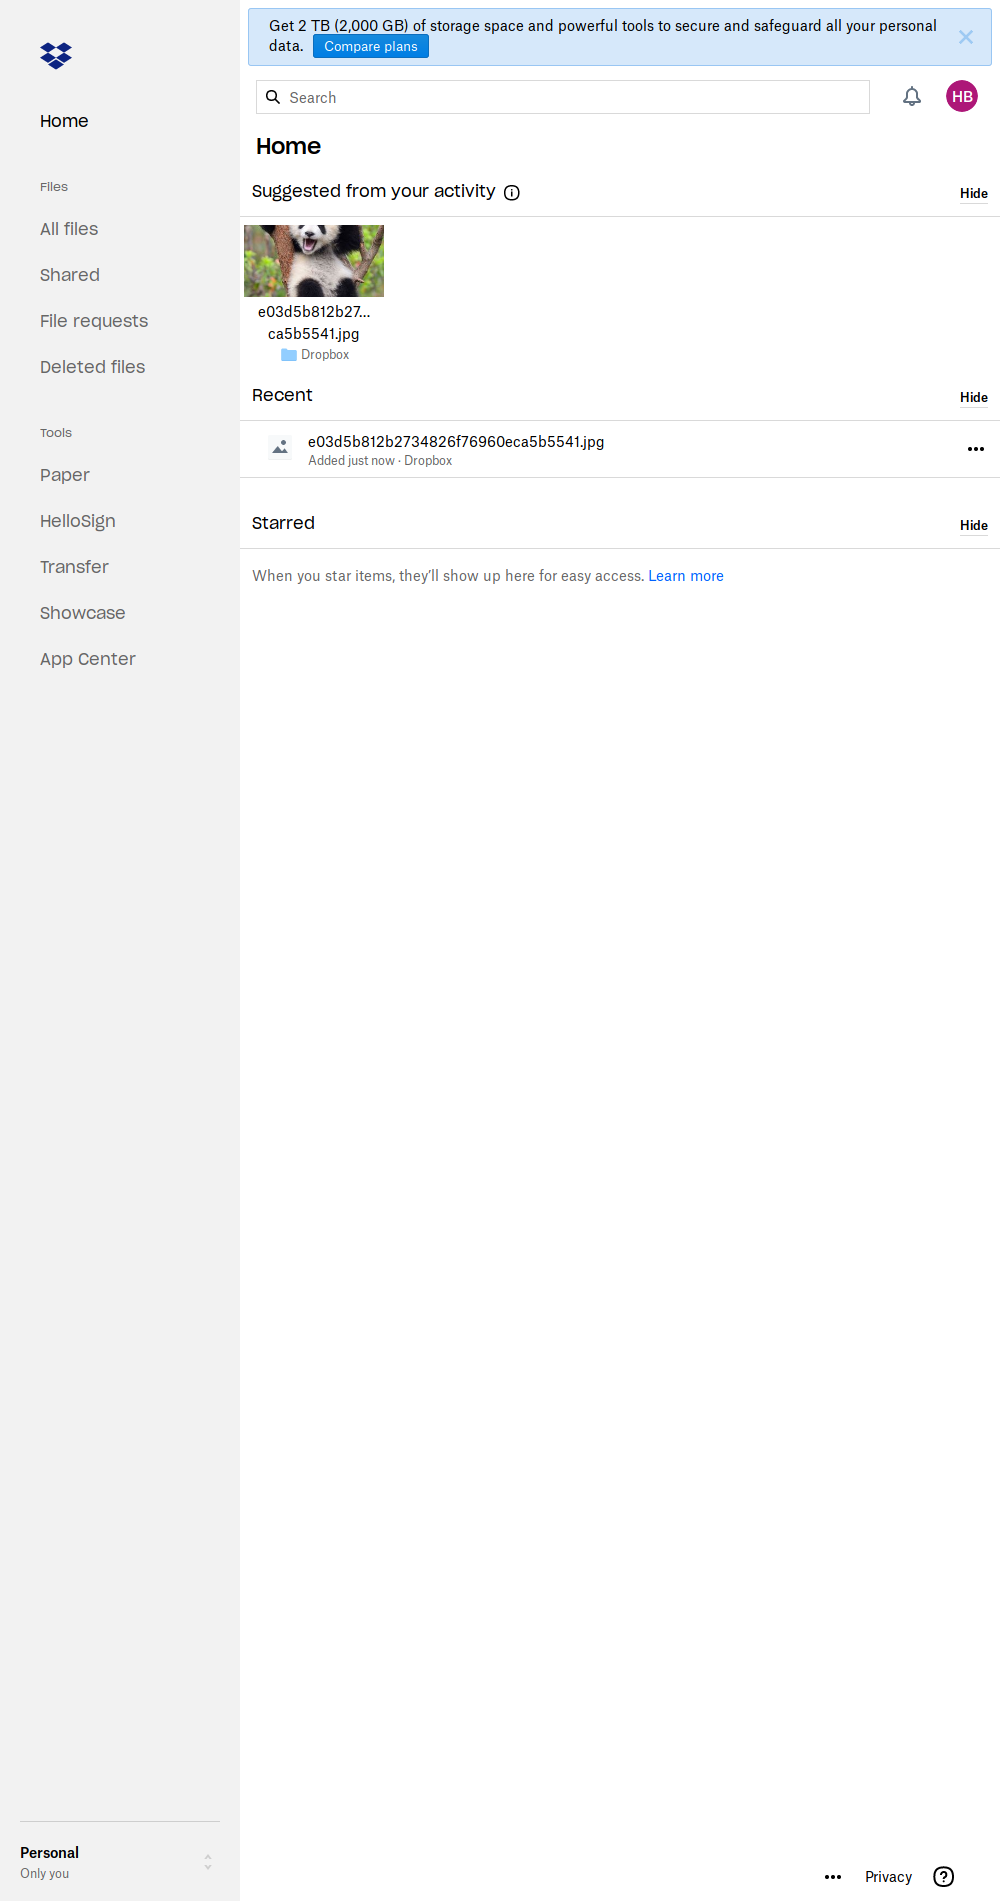 Get 2 TB (2,000 GB) of storage space and powerful tools to secure and safeguard all your personal
data. Compare plans
Search
HB
Home
Home
Files
All files
Shared
File requests
Deleted files
Tools
Paper
HelloSign
Transfer
Showcase
App Center
Suggested from your activity
Hide
e03d5b812b27...
ca5b5541.jpg
Dropbox
Recent
Hide
e03d5b812b2734826f76960eca5b5541.jpg
Added just now · Dropbox
Starred
Hide
When you star items, they’ll show up here for easy access. Learn more
Personal
Only you
Privacy